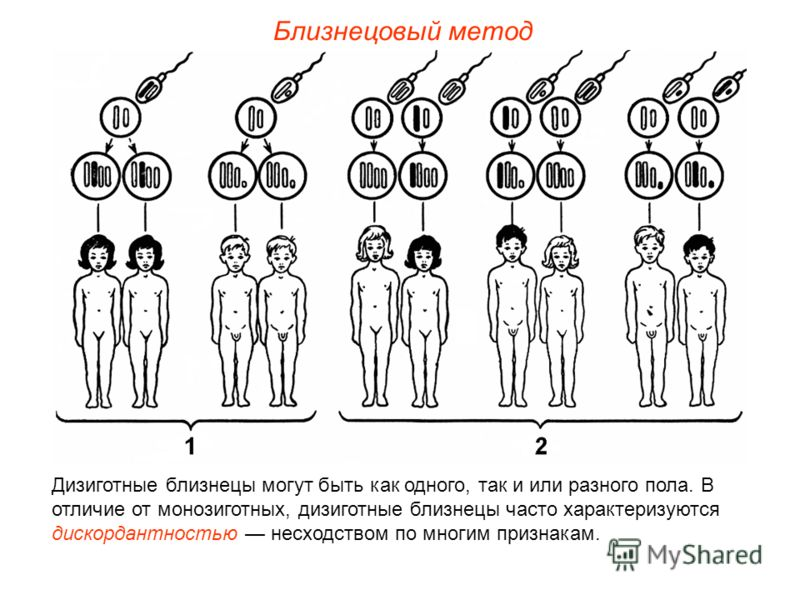 Близнецовый метод
1 2
Дизиготные близнецы могут быть как одного, так и или разного пола. В
отличие от монозиготных, дизиготные близнецы часто характеризуются
дискордантностью — несходством по многим признакам.
MyShared